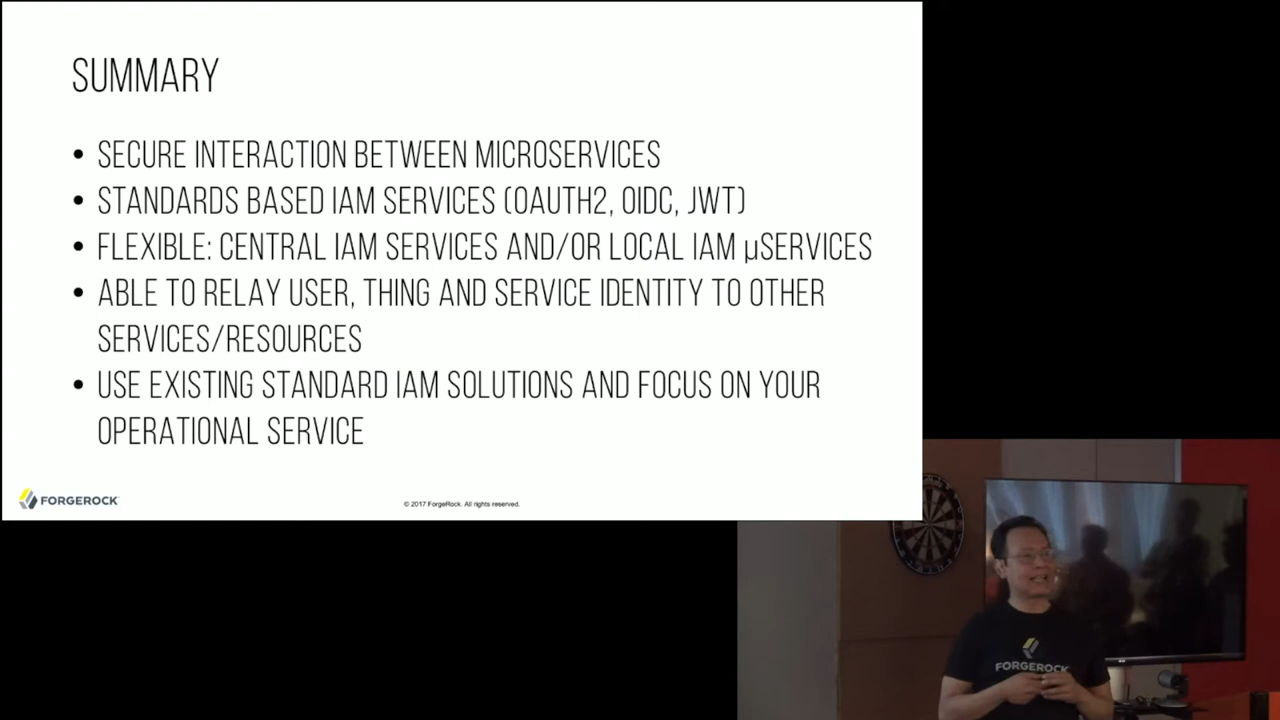 SUMMARY
• SECURE INTERACTION BETWEEN MICROSERVICES
• STANDARDS BASED IAM SERVICES (OAUTH2, OIDC, JWT)
• FLEXIBLE: CENTRAL IAM SERVICES AND/OR LOCAL IAM µSERVICES
• ABLE TO RELAY USER, THING AND SERVICE IDENTITY TO OTHER
SERVICES/RESOURCES
• USE EXISTING STANDARD IAM SOLUTIONS AND FOCUS ON YOUR
OPERATIONAL SERVICE
FORGEROCK
© 2017 ForgeRock. All rights reserved.
FORGEROCK